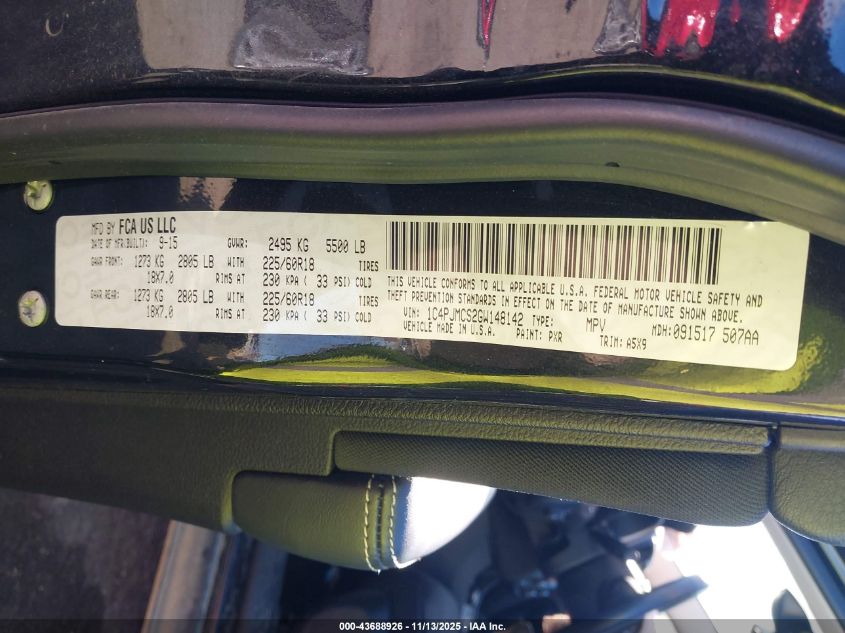 MFD BY FCA US LLC
DATE OF MFR.(BUILT): 9-15 GVWR: 2495 KG 5500 LB
GAWR FRONT: 1273 KG 2805 LB WITH 225/60R18 TIRES
18X7.0 RIMS AT 230 KPA ( 33 PSI) COLD
GAWR REAR: 1273 KG 2805 LB WITH 225/60R18 TIRES
18X7.0 RIMS AT 230 KPA ( 33 PSI) COLD
THIS VEHICLE CONFORMS TO ALL APPLICABLE U.S.A. FEDERAL MOTOR VEHICLE SAFETY AND
THEFT PREVENTION STANDARDS IN EFFECT ON THE DATE OF MANUFACTURE SHOWN ABOVE.
VIN: 1C4PJMCS2GW148142 TYPE: MPV MDH: 091517 507AA
VEHICLE MADE IN U.S.A. PAINT: PXR TRIM: A5X9
000-43688926 - 11/13/2025 - IAA Inc.